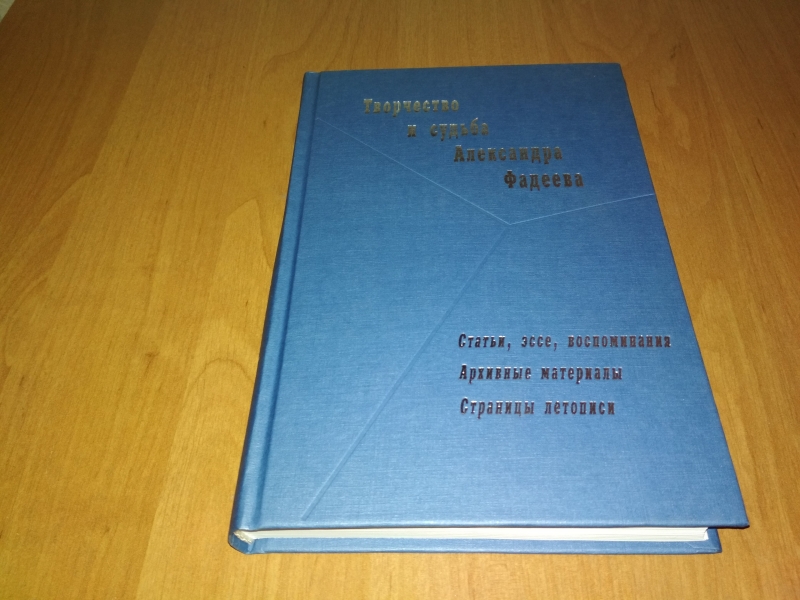 Творчество
и судьба
Александра
Фадеева
Статьи, эссе, воспоминания
Архивные материалы
Страницы летописи